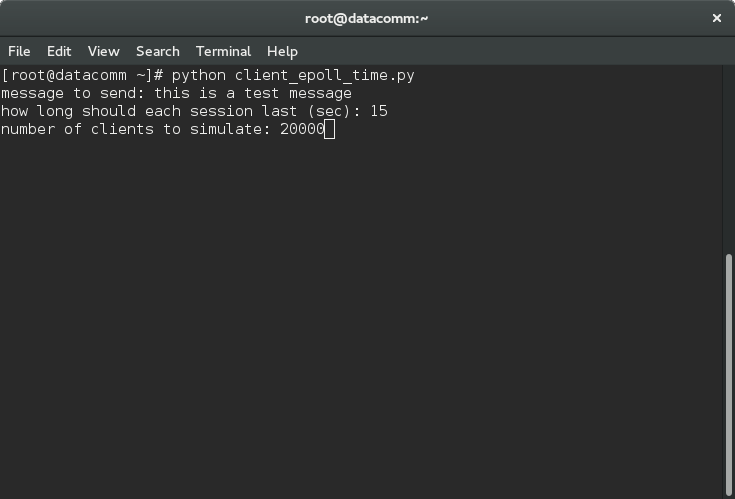 root@datacomm:~
File Edit View Search Terminal Help
[root@datacomm ~]# python client_epoll_time.py
message to send: this is a test message
how long should each session last (sec): 15
number of clients to simulate: 20000